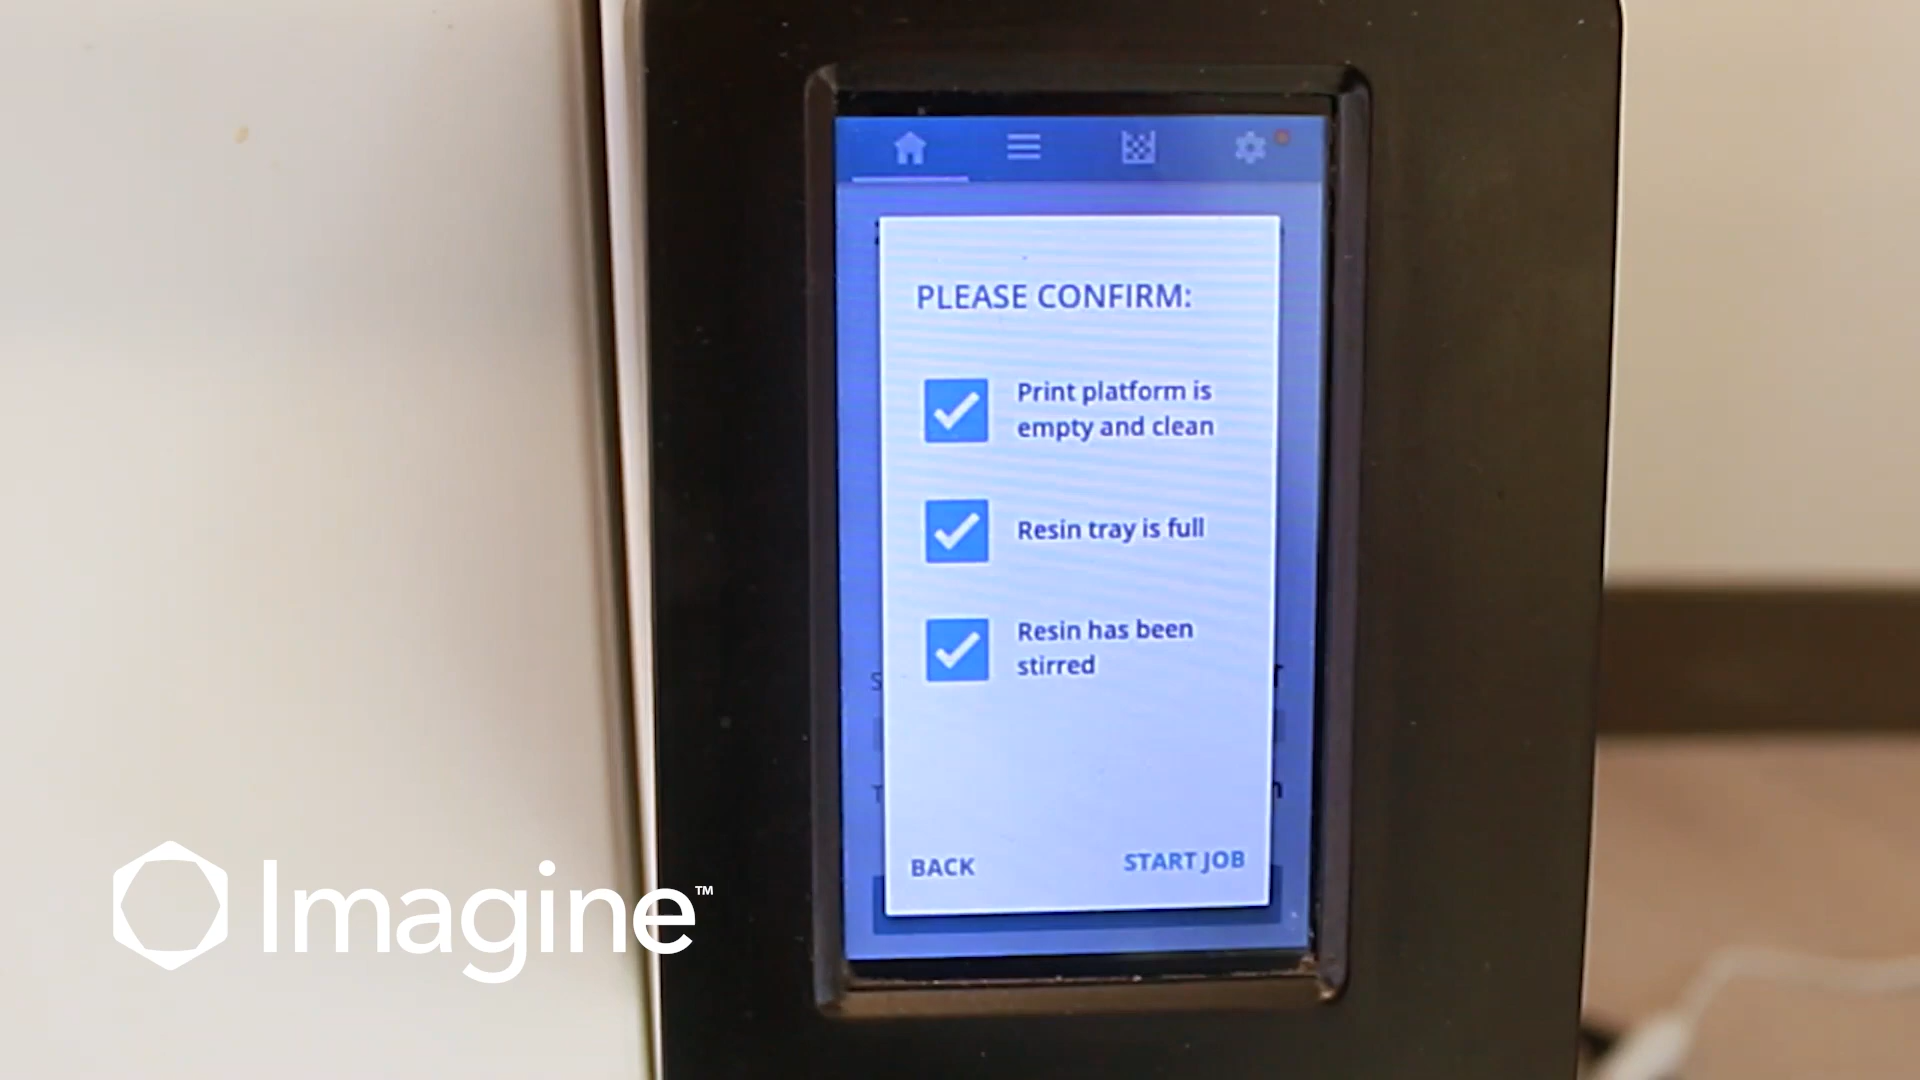 PLEASE CONFIRM:
Print platform is
empty and clean
Resin tray is full
Resin has been
stirred
BACK
START JOB
Imagine™